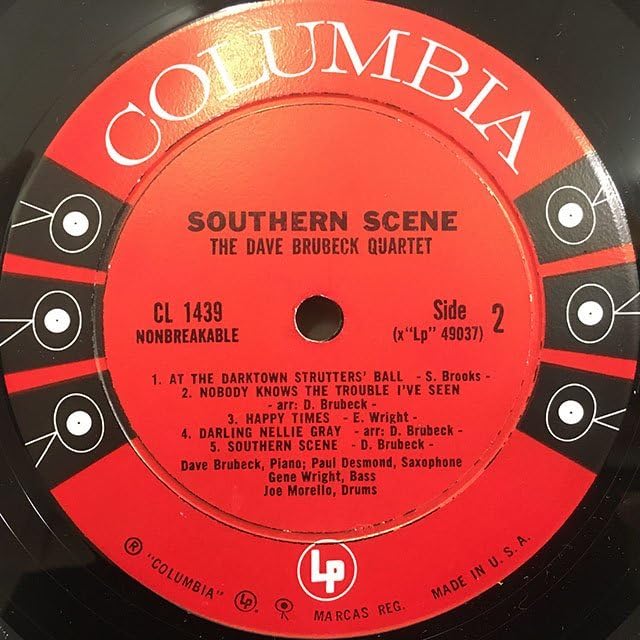 COLUMBIA
SOUTHERN SCENE
THE DAVE BRUBECK QUARTET
CL 1439
NONBREAKABLE
Side 2
(x"Lp" 49037)
1. AT THE DARKTOWN STRUTTERS' BALL - S. Brooks -
2. NOBODY KNOWS THE TROUBLE I'VE SEEN
- arr: D. Brubeck -
3. HAPPY TIMES - E. Wright -
4. DARLING NELLIE GRAY - arr: D. Brubeck -
5. SOUTHERN SCENE - D. Brubeck -
Dave Brubeck, Piano; Paul Desmond, Saxophone
Gene Wright, Bass
Joe Morello, Drums
Lp
® "COLUMBIA" Lp MARCAS REG. MADE IN U.S.A.